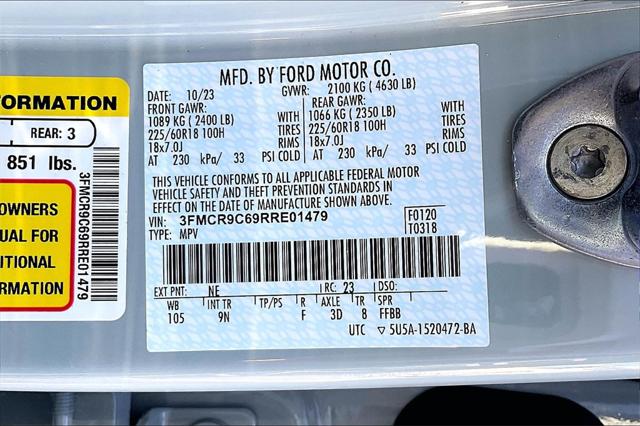 FORMATION
REAR: 3
851 lbs.
OWNERS
UAL FOR
ITIONAL
ORMATION
3FMCR9C69RRE01479
MFD. BY FORD MOTOR CO.
DATE: 10/23 GVWR: 2100 KG ( 4630 LB)
FRONT GAWR: REAR GAWR:
1089 KG ( 2400 LB) 1066 KG ( 2350 LB)
225/60R18 100H TIRES 225/60R18 100H TIRES
18x7.0J RIMS 18x7.0J RIMS
AT 230 kPa/ 33 PSI COLD AT 230 kPa/ 33 PSI COLD
THIS VEHICLE CONFORMS TO ALL APPLICABLE FEDERAL MOTOR
VEHICLE SAFETY AND THEFT PREVENTION STANDARDS IN
EFFECT ON THE DATE OF MANUFACTURE SHOWN ABOVE.
VIN: 3FMCR9C69RRE01479 F0120
TYPE: MPV T0318
EXT PNT: NE RC: 23 DSO:
WB INT TR TP/PS R AXLE TR SPR
105 9N F 3D 8 FFBB
UTC ▽ 5U5A-1520472-BA